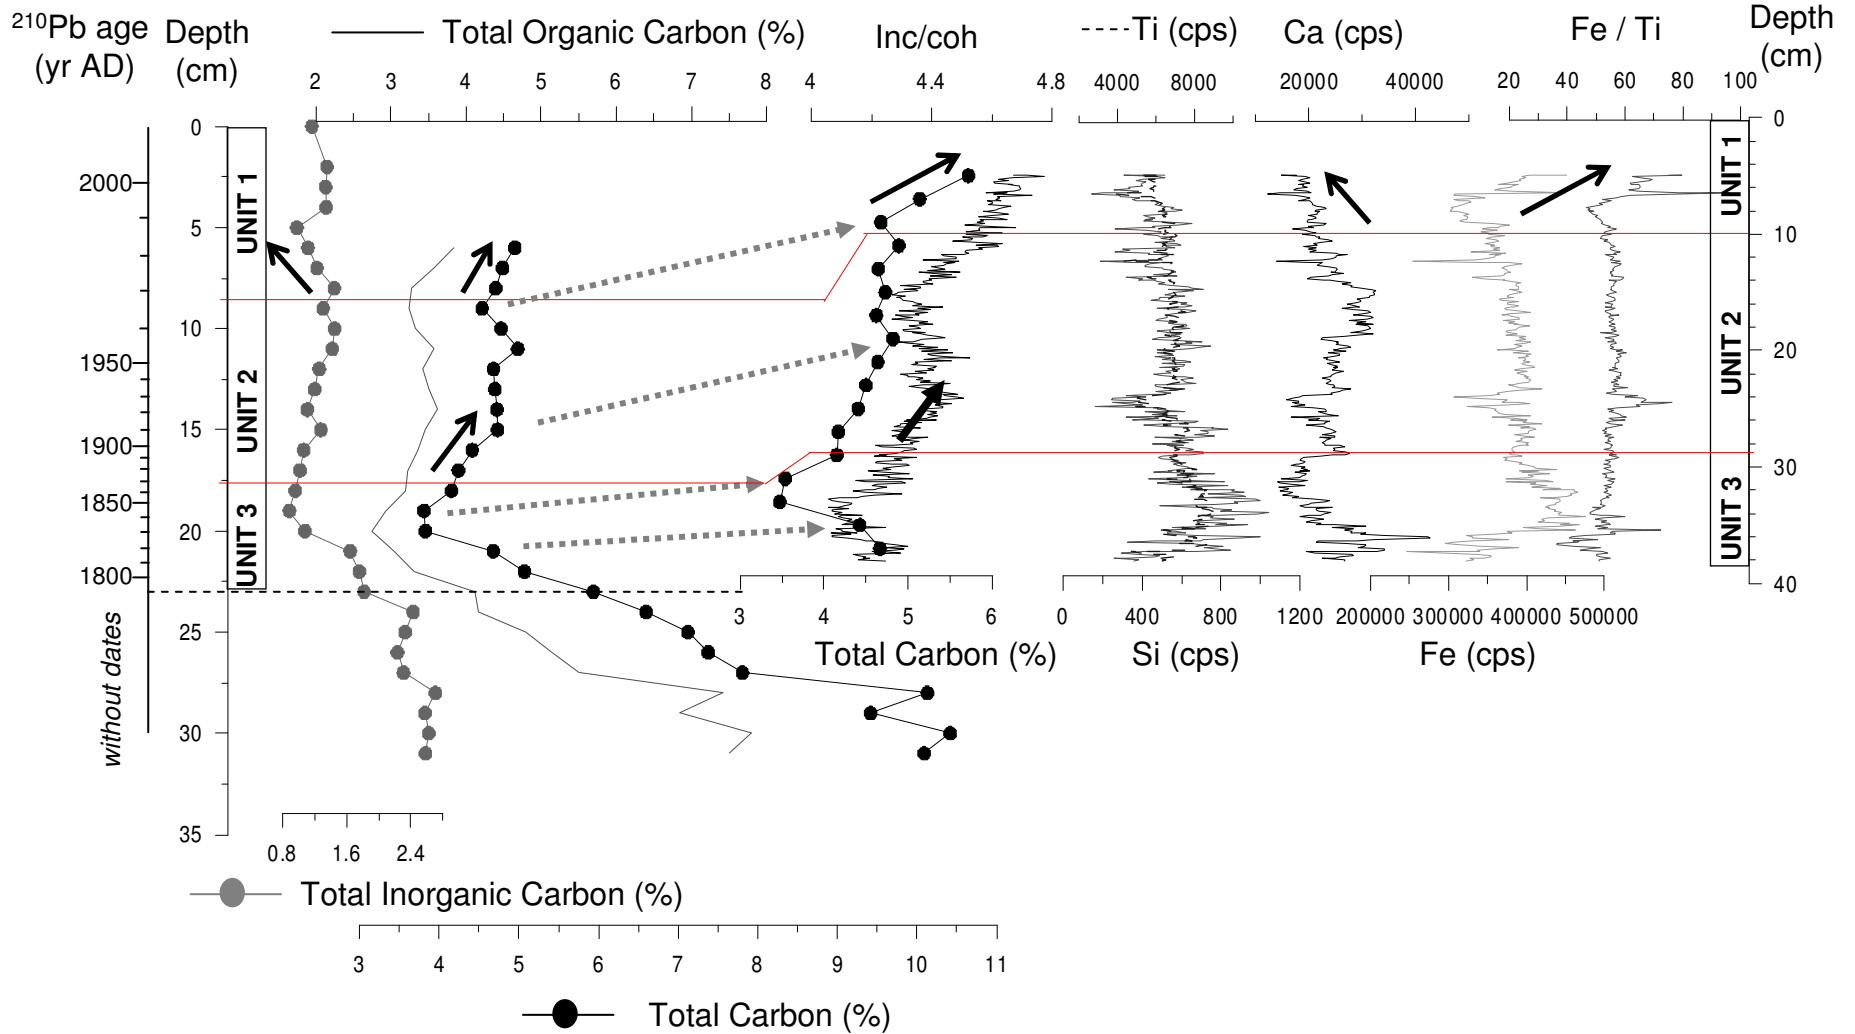 210Pb age
(yr AD)
Depth
(cm)
Total Organic Carbon (%)
Inc/coh
Ti (cps)
Ca (cps)
Fe / Ti
Depth
(cm)
2 3 4 5 6 7 8
4 4.4 4.8
4000 8000
20000 40000
20 40 60 80 100
2000
1950
1900
1850
1800
without dates
0
5
10
15
20
25
30
35
UNIT 1
UNIT 2
UNIT 3
0
10
20
30
40
UNIT 1
UNIT 2
UNIT 3
3 4 5 6
Total Carbon (%)
0 400 800 1200
Si (cps)
200000 300000 400000 500000
Fe (cps)
0.8 1.6 2.4
Total Inorganic Carbon (%)
3 4 5 6 7 8 9 10 11
Total Carbon (%)